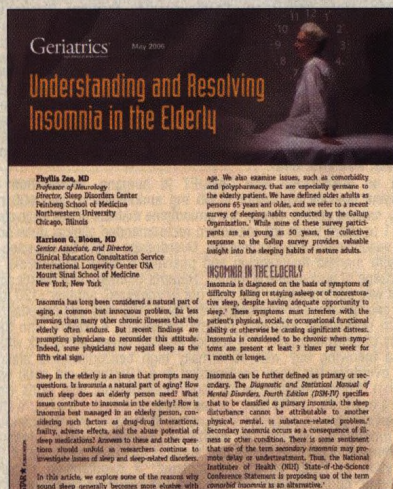 Geriatrics May 2006
Understanding and Resolving
Insomnia in the Elderly
Phyllis Zee, MD
Professor of Neurology
Director, Sleep Disorders Center
Feinberg School of Medicine
Northwestern University
Chicago, Illinois
Harrison G. Bloom, MD
Senior Associate, and Director,
Clinical Education Consultation Service
International Longevity Center USA
Mount Sinai School of Medicine
New York, New York
Insomnia has long been considered a natural part of
aging, a common but innocuous problem, far less
pressing than many other chronic illnesses that the
elderly often endure. But recent findings are
prompting physicians to reconsider this attitude.
Indeed, some physicians now regard sleep as the
fifth vital sign.
Sleep in the elderly is an issue that prompts many
questions. Is insomnia a natural part of aging? How
much sleep does an elderly person need? What
issues contribute to insomnia in the elderly? How is
insomnia best managed in an elderly person, con-
sidering such factors as drug-drug interactions,
frailty, adverse effects, and the abuse potential of
sleep medications? Answers to these and other ques-
tions should unfold as researchers continue to
investigate issues of sleep and sleep-related disorders.
In this article, we explore some of the reasons why
sound sleep generally becomes more elusive with
age. We also examine issues, such as comorbidity
and polypharmacy, that are especially germane to
the elderly patient. We have defined older adults as
persons 65 years and older, and we refer to a recent
survey of sleeping habits conducted by the Gallup
Organization.¹ While some of these survey partici-
pants are as young as 50 years, the collective
response to the Gallup survey provides valuable
insight into the sleeping habits of mature adults.
INSOMNIA IN THE ELDERLY
Insomnia is diagnosed on the basis of symptoms of
difficulty falling or staying asleep or of nonrestora-
tive sleep, despite having adequate opportunity to
sleep.² These symptoms must interfere with the
patient's physical, social, or occupational functional
ability or otherwise be causing significant distress.
Insomnia is considered to be chronic when symp-
toms are present at least 3 times per week for
1 month or longer.
Insomnia can be further defined as primary or sec-
ondary. The Diagnostic and Statistical Manual of
Mental Disorders, Fourth Edition (DSM-IV) specifies
that to be classified as primary insomnia, the sleep
disturbance cannot be attributable to another
physical, mental, or substance-related problem.³
Secondary insomnia occurs as a consequence of ill-
ness or other condition. There is some sentiment
that use of the term secondary insomnia may pro-
mote delay or undertreatment. Thus, the National
Institutes of Health (NIH) State-of-the-Science
Conference Statement is proposing use of the term
comorbid insomnia as an alternative.⁴